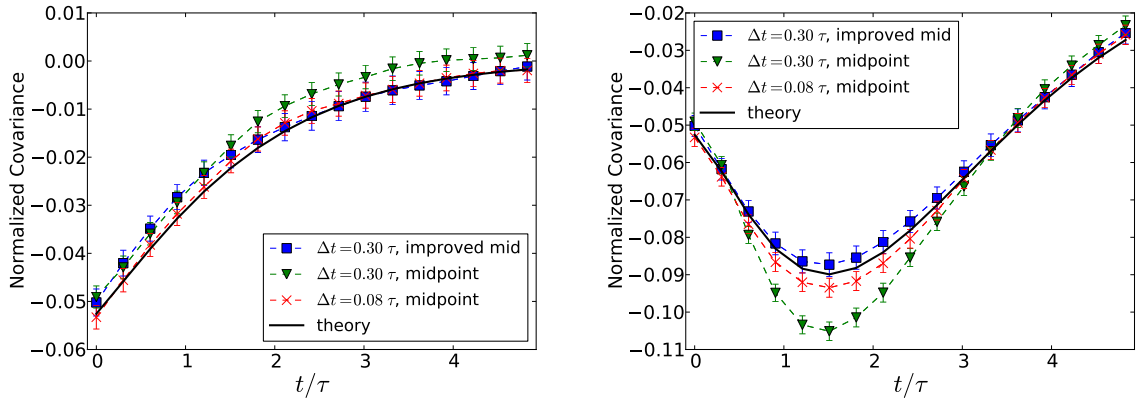 0.01
0.00
−0.01
−0.02
−0.03
−0.04
−0.05
−0.06
Normalized Covariance
0 1 2 3 4
t/τ
Δt=0.30 τ, improved mid
Δt=0.30 τ, midpoint
Δt=0.08 τ, midpoint
theory
−0.02
−0.03
−0.04
−0.05
−0.06
−0.07
−0.08
−0.09
−0.10
−0.11
Normalized Covariance
0 1 2 3 4
t/τ
Δt=0.30 τ, improved mid
Δt=0.30 τ, midpoint
Δt=0.08 τ, midpoint
theory